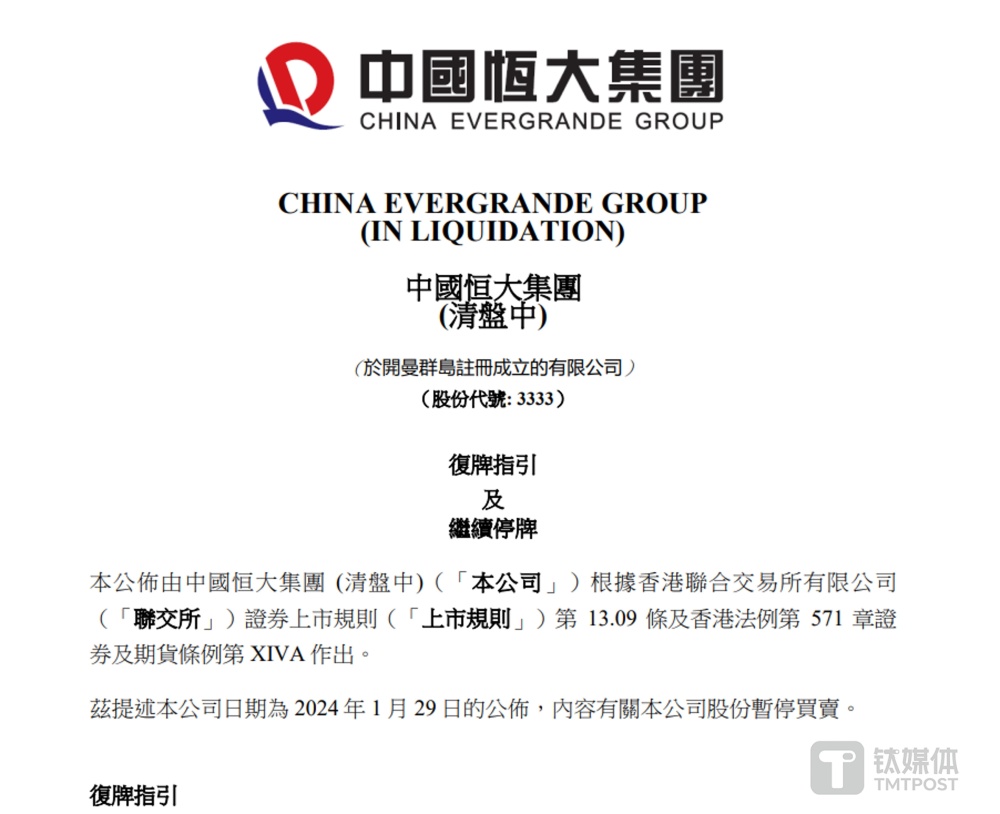 中國恆大集團
CHINA EVERGRANDE GROUP
CHINA EVERGRANDE GROUP
(IN LIQUIDATION)
中國恒大集團
(清盤中)
（於開曼群島註冊成立的有限公司）
（股份代號: 3333）
復牌指引
及
繼續停牌
本公佈由中國恒大集團 (清盤中)（「本公司」）根據香港聯合交易所有限公司
（「聯交所」）證券上市規則（「上市規則」）第 13.09 條及香港法例第 571 章證
券及期貨條例第 XIVA 作出。
茲提述本公司日期為 2024 年 1 月 29 日的公佈，內容有關本公司股份暫停買賣。
钛媒体
TMTPOST
復牌指引